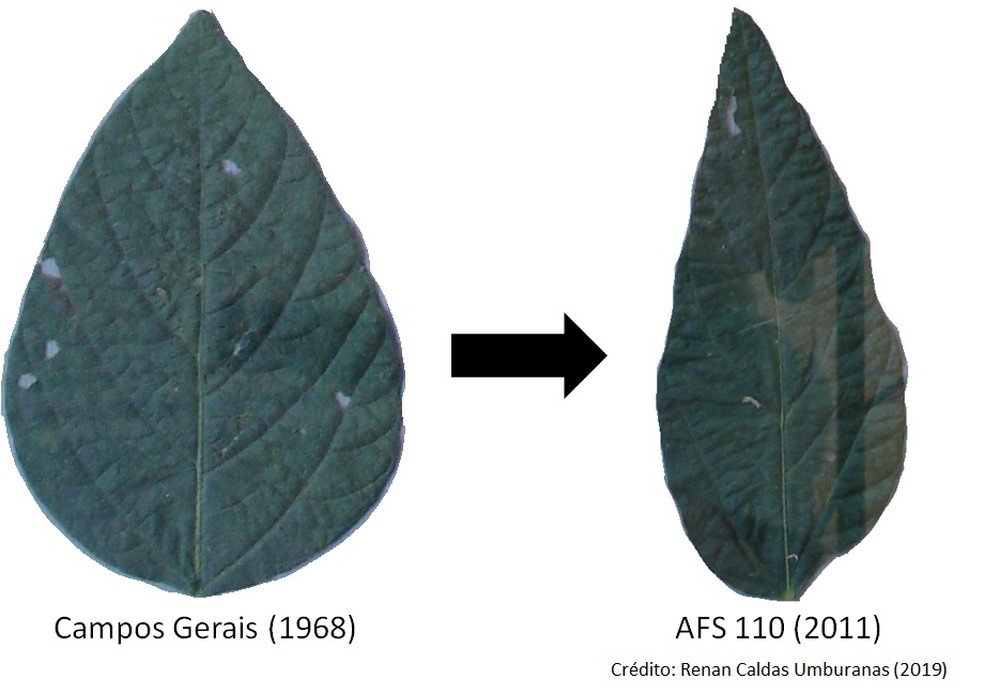 Campos Gerais (1968)
AFS 110 (2011)
Crédito: Renan Caldas Umburanas (2019)